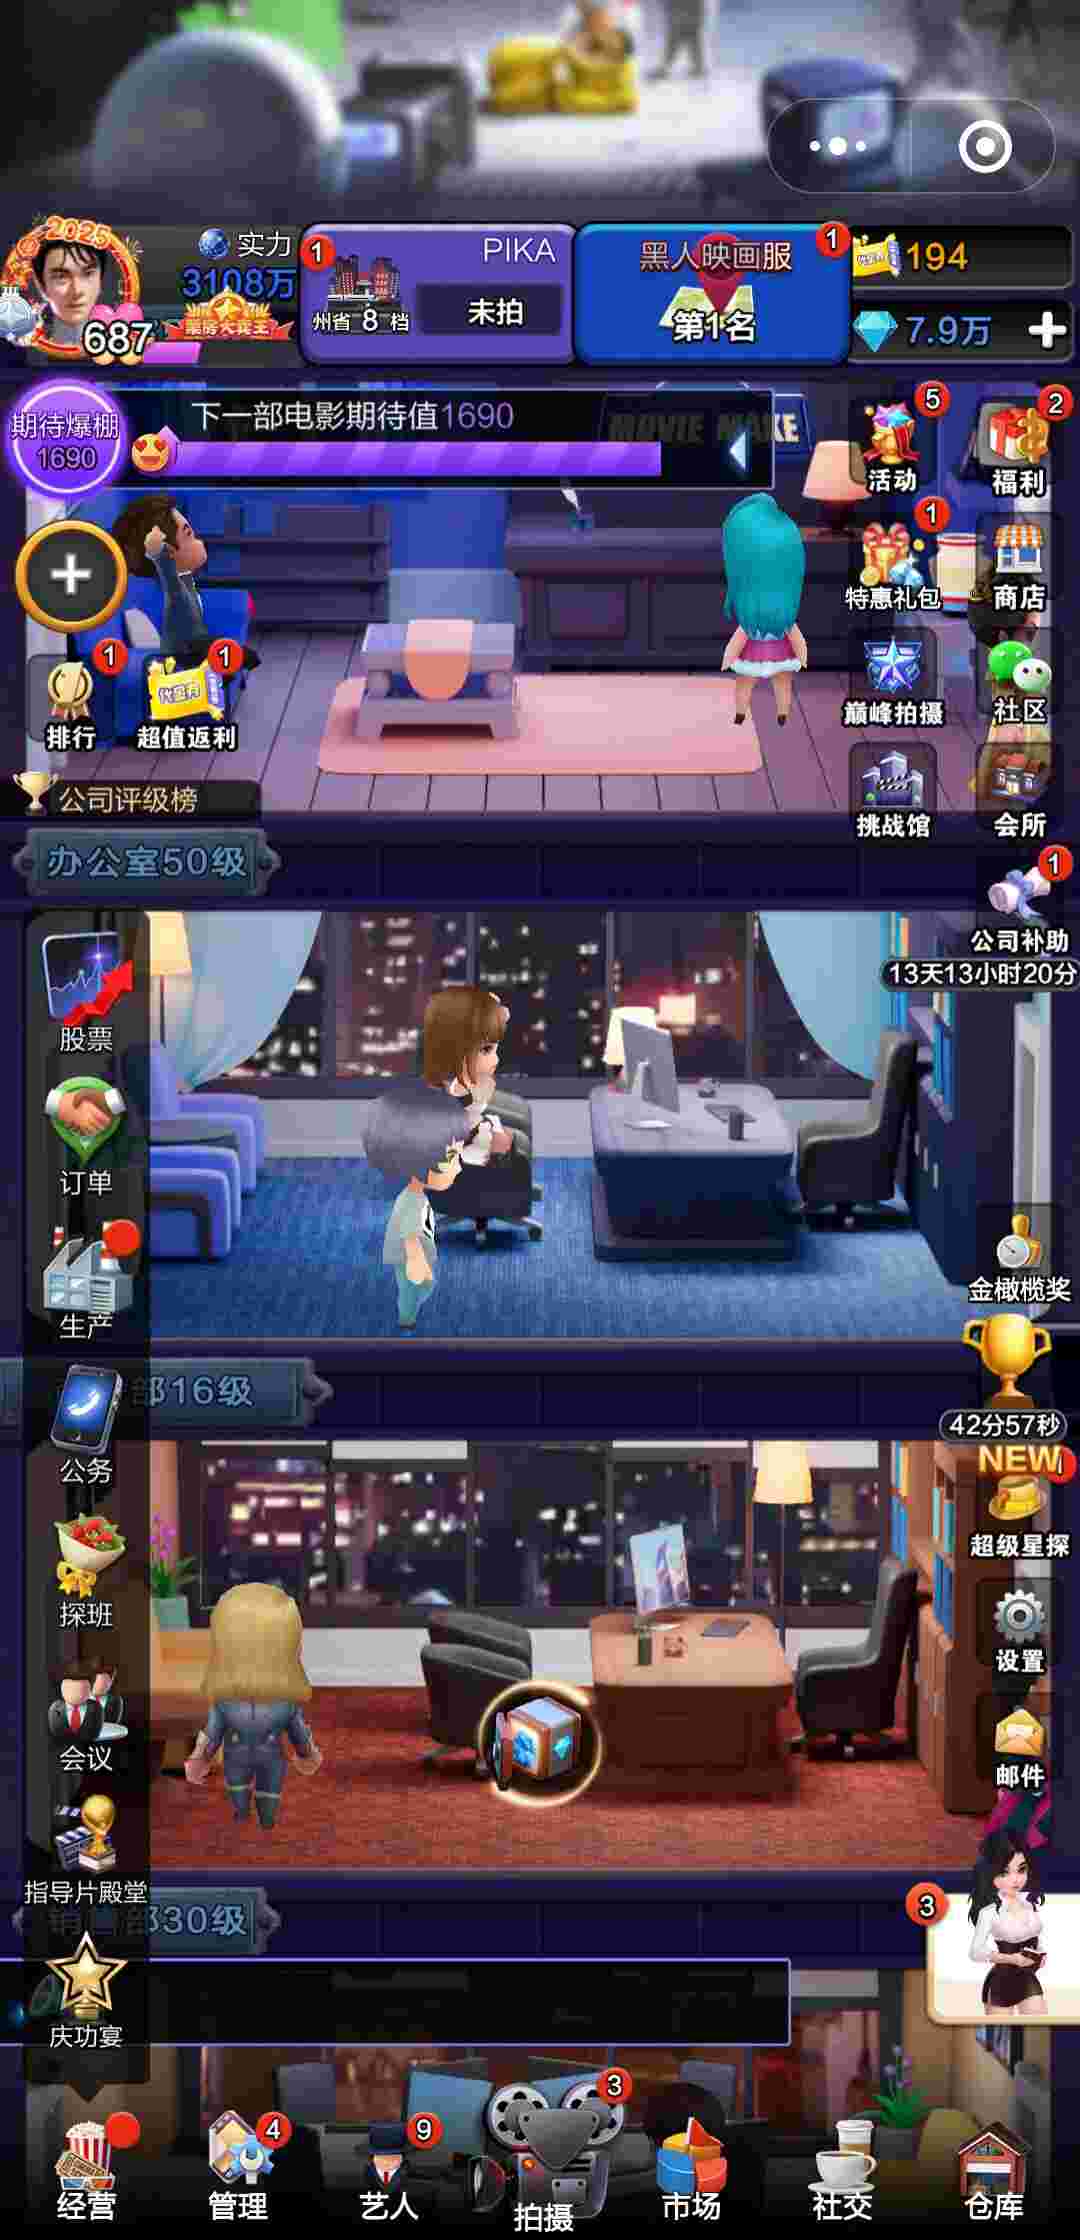 2025
实力
3108万
票房大冠王
687
1
PIKA
州省 8 档
未拍
1
黑人映画服
第1名
代金券
194
7.9万
期待爆棚
1690
下一部电影期待值1690
MOVIE MAKE
5
活动
2
福利
1
特惠礼包
商店
巅峰拍摄
社区
挑战馆
会所
1
排行
1
代金券
超值返利
公司评级榜
办公室50级
1
公司补助
13天13小时20分
股票
订单
生产
部16级
公务
探班
会议
指导片殿堂
销售部30级
庆功宴
金橄榄奖
42分57秒
NEW
超级星探
设置
邮件
3
经营
4
管理
9
艺人
3
拍摄
市场
社交
仓库